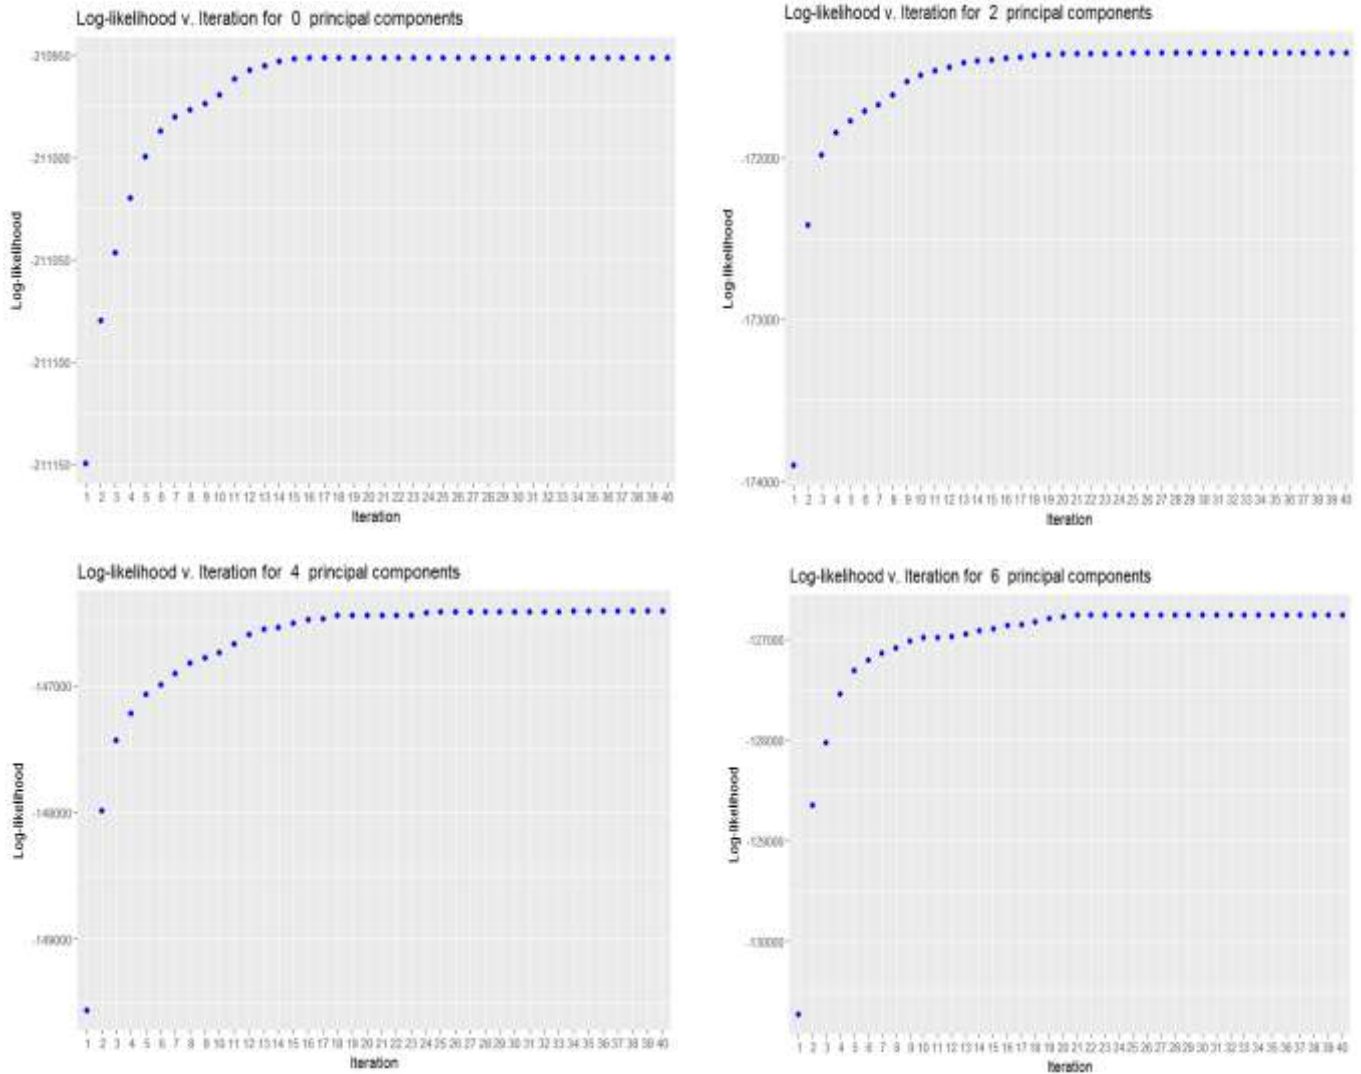 Log-likelihood v. Iteration for 0 principal components
Log-likelihood
-210950
-211000
-211050
-211100
-211150
1 2 3 4 5 6 7 8 9 10 11 12 13 14 15 16 17 18 19 20 21 22 23 24 25 26 27 28 29 30 31 32 33 34 35 36 37 38 39 40
Iteration
Log-likelihood v. Iteration for 2 principal components
Log-likelihood
-172000
-173000
-174000
1 2 3 4 5 6 7 8 9 10 11 12 13 14 15 16 17 18 19 20 21 22 23 24 25 26 27 28 29 30 31 32 33 34 35 36 37 38 39 40
Iteration
Log-likelihood v. Iteration for 4 principal components
Log-likelihood
-147000
-148000
-149000
1 2 3 4 5 6 7 8 9 10 11 12 13 14 15 16 17 18 19 20 21 22 23 24 25 26 27 28 29 30 31 32 33 34 35 36 37 38 39 40
Iteration
Log-likelihood v. Iteration for 6 principal components
Log-likelihood
-127000
-128000
-129000
-130000
1 2 3 4 5 6 7 8 9 10 11 12 13 14 15 16 17 18 19 20 21 22 23 24 25 26 27 28 29 30 31 32 33 34 35 36 37 38 39 40
Iteration